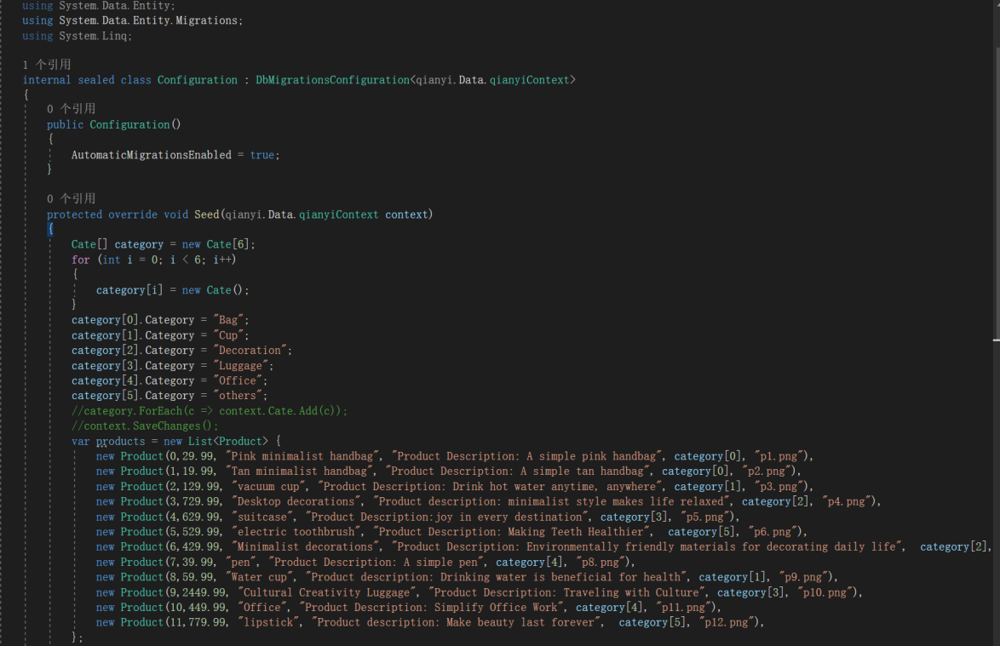 using System.Data.Entity;
using System.Data.Entity.Migrations;
using System.Linq;
1 个引用
internal sealed class Configuration : DbMigrationsConfiguration<qianyi.Data.qianyiContext>
{
0 个引用
public Configuration()
{
AutomaticMigrationsEnabled = true;
}
0 个引用
protected override void Seed(qianyi.Data.qianyiContext context)
{
Cate[] category = new Cate[6];
for (int i = 0; i < 6; i++)
{
category[i] = new Cate();
}
category[0].Category = "Bag";
category[1].Category = "Cup";
category[2].Category = "Decoration";
category[3].Category = "Luggage";
category[4].Category = "Office";
category[5].Category = "others";
//category.ForEach(c => context.Cate.Add(c));
//context.SaveChanges();
var products = new List<Product> {
new Product(0,29.99, "Pink minimalist handbag", "Product Description: A simple pink handbag", category[0], "p1.png"),
new Product(1,19.99, "Tan minimalist handbag", "Product Description: A simple tan handbag", category[0], "p2.png"),
new Product(2,129.99, "vacuum cup", "Product Description: Drink hot water anytime, anywhere", category[1], "p3.png"),
new Product(3,729.99, "Desktop decorations", "Product description: minimalist style makes life relaxed", category[2], "p4.png"),
new Product(4,629.99, "suitcase", "Product Description:joy in every destination", category[3], "p5.png"),
new Product(5,529.99, "electric toothbrush", "Product Description: Making Teeth Healthier",  category[5], "p6.png"),
new Product(6,429.99, "Minimalist decorations", "Product Description: Environmentally friendly materials for decorating daily life",  category[2],
new Product(7,39.99, "pen", "Product Description: A simple pen", category[4], "p8.png"),
new Product(8,59.99, "Water cup", "Product description: Drinking water is beneficial for health", category[1], "p9.png"),
new Product(9,2449.99, "Cultural Creativity Luggage", "Product Description: Traveling with Culture", category[3], "p10.png"),
new Product(10,449.99, "Office", "Product Description: Simplify Office Work", category[4], "p11.png"),
new Product(11,779.99, "lipstick", "Product description: Make beauty last forever",  category[5], "p12.png"),
};